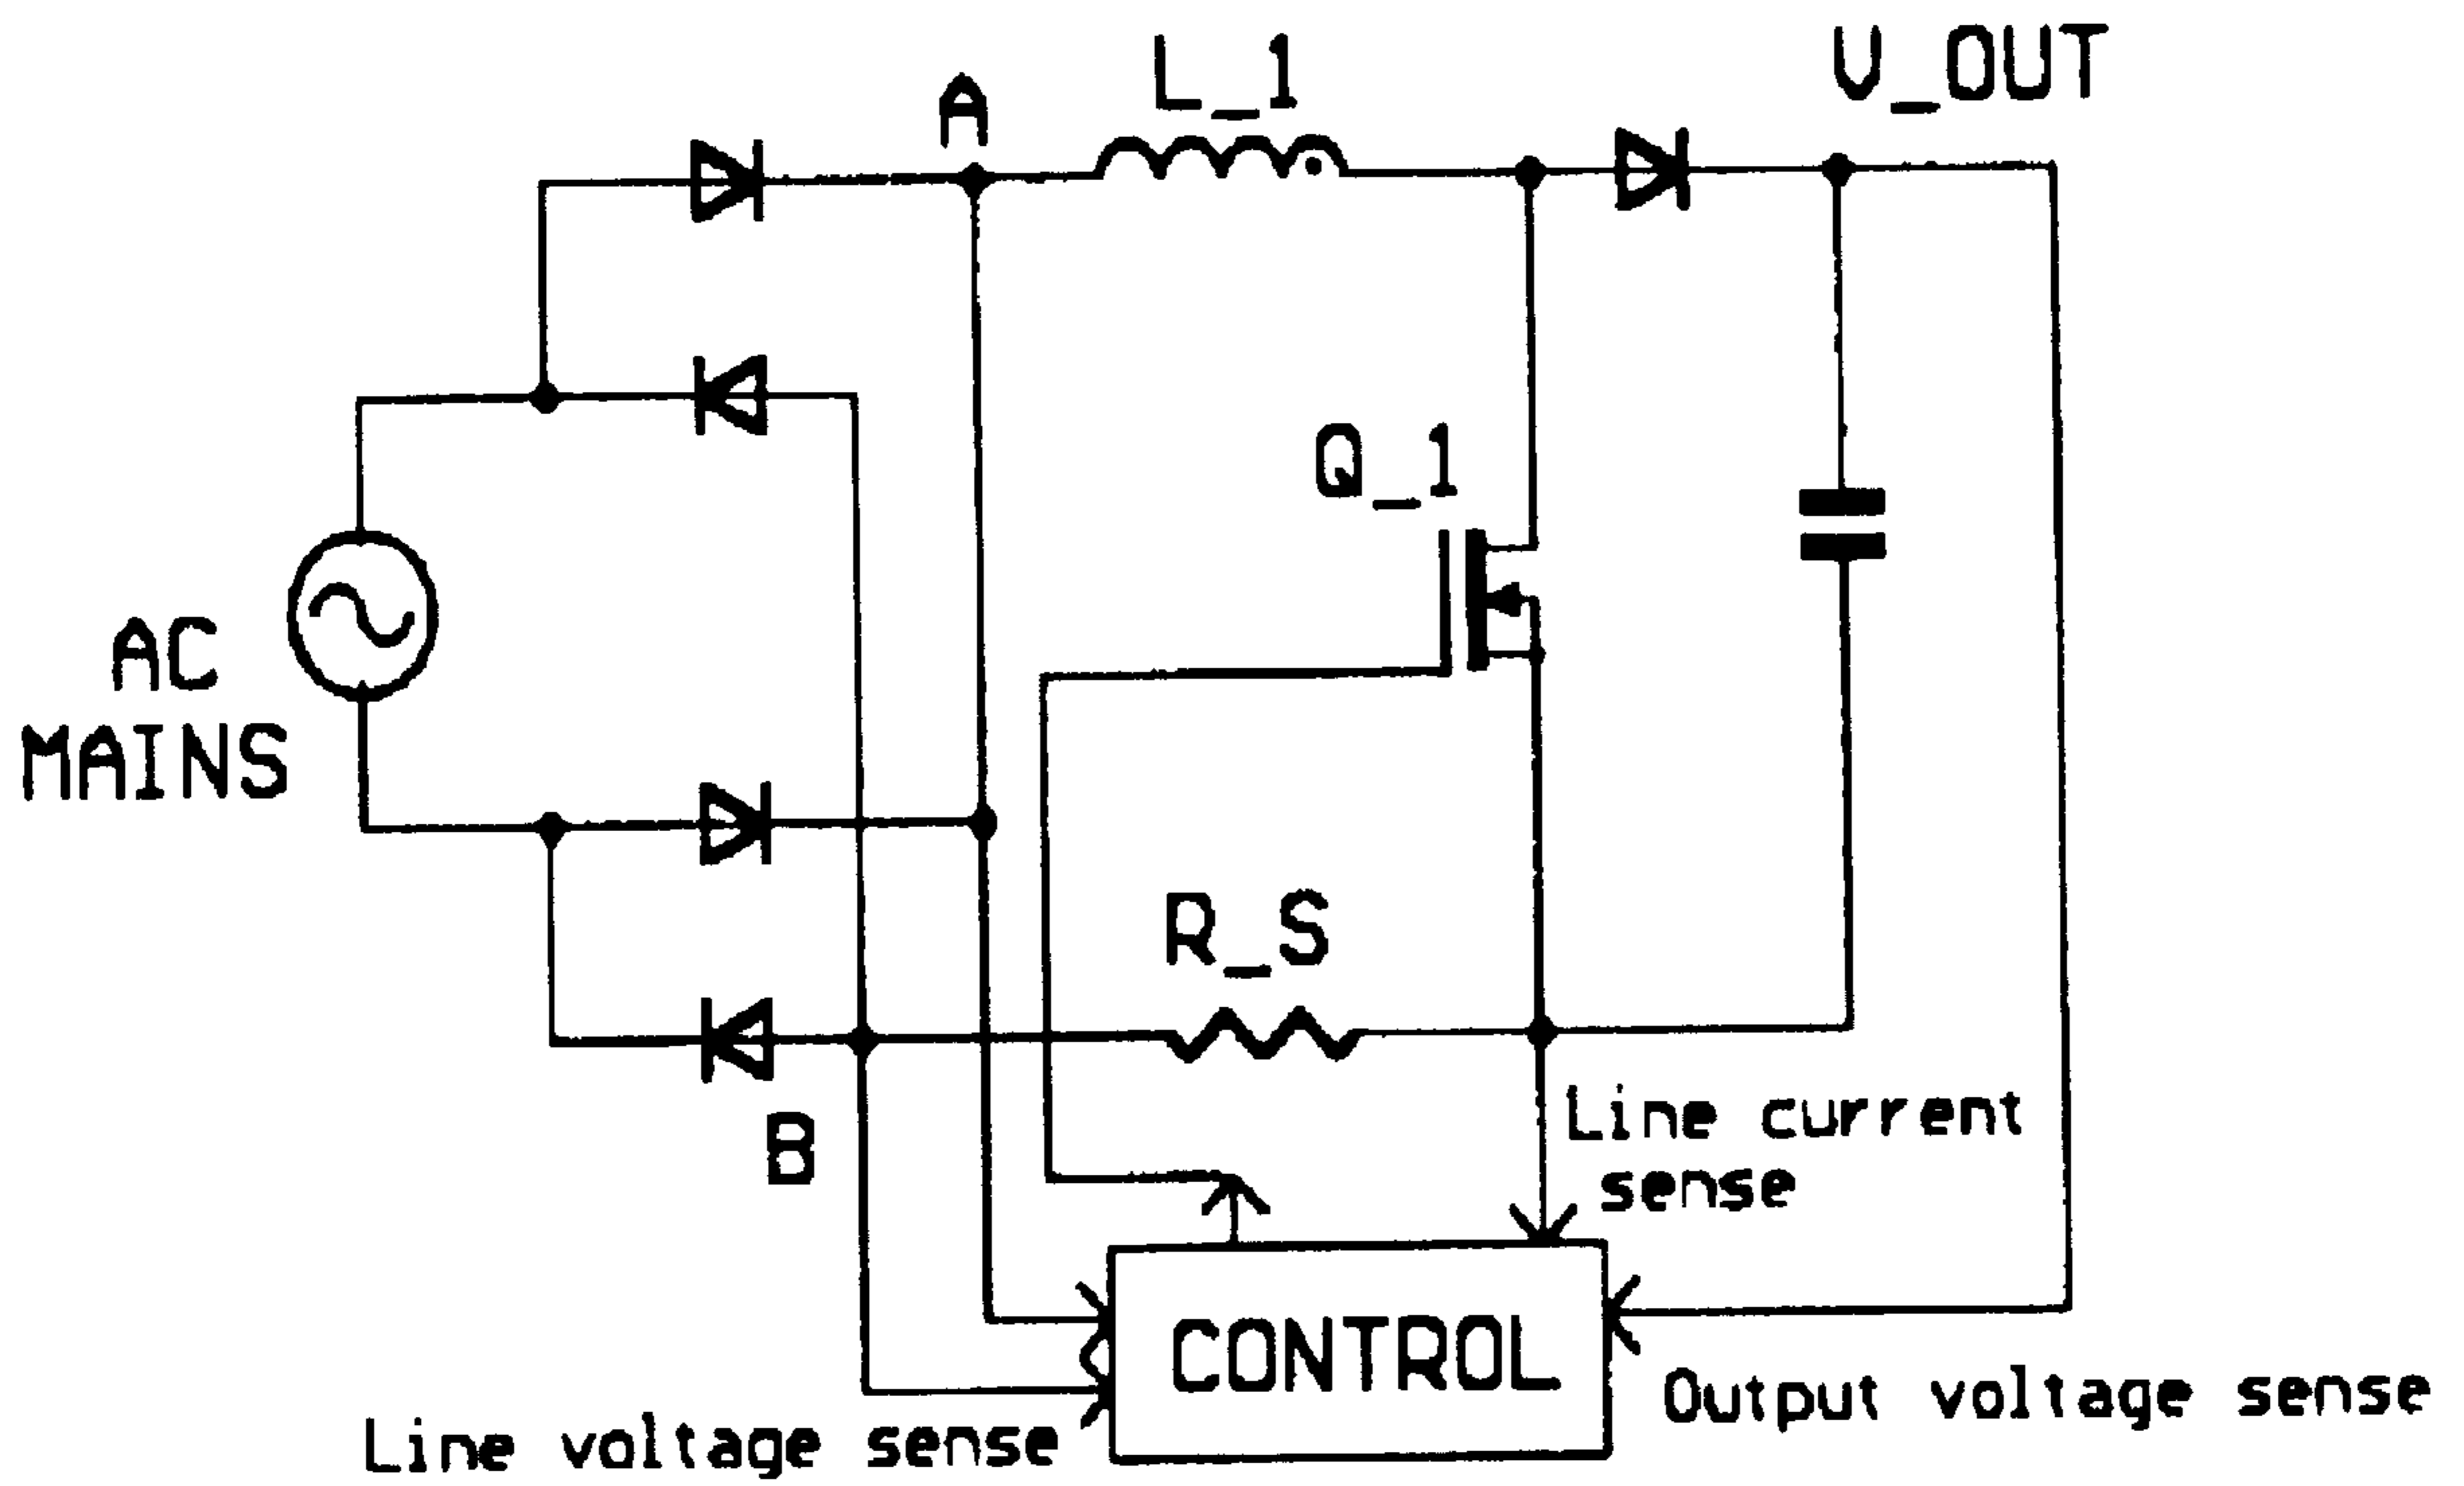 A
L_1
V_OUT
Q_1
AC
MAINS
R_S
B
Line current
sense
CONTROL
Output voltage sense
Line voltage sense